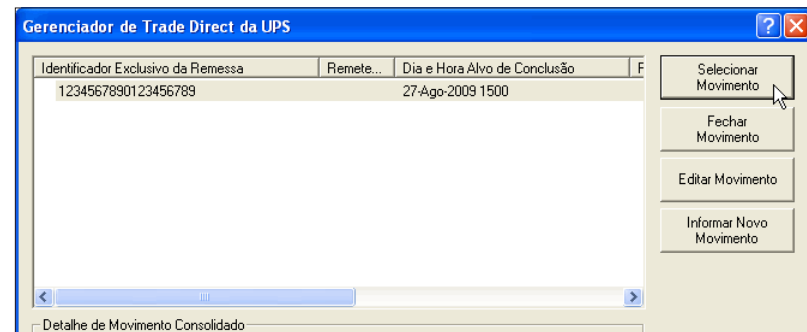 Gerenciador de Trade Direct da UPS
Identificador Exclusivo da Remessa Remete... Dia e Hora Alvo de Conclusão F
1234567890123456789 27-Ago-2009 1500
Selecionar
Movimento
Fechar
Movimento
Editar Movimento
Informar Novo
Movimento
Detalhe de Movimento Consolidado